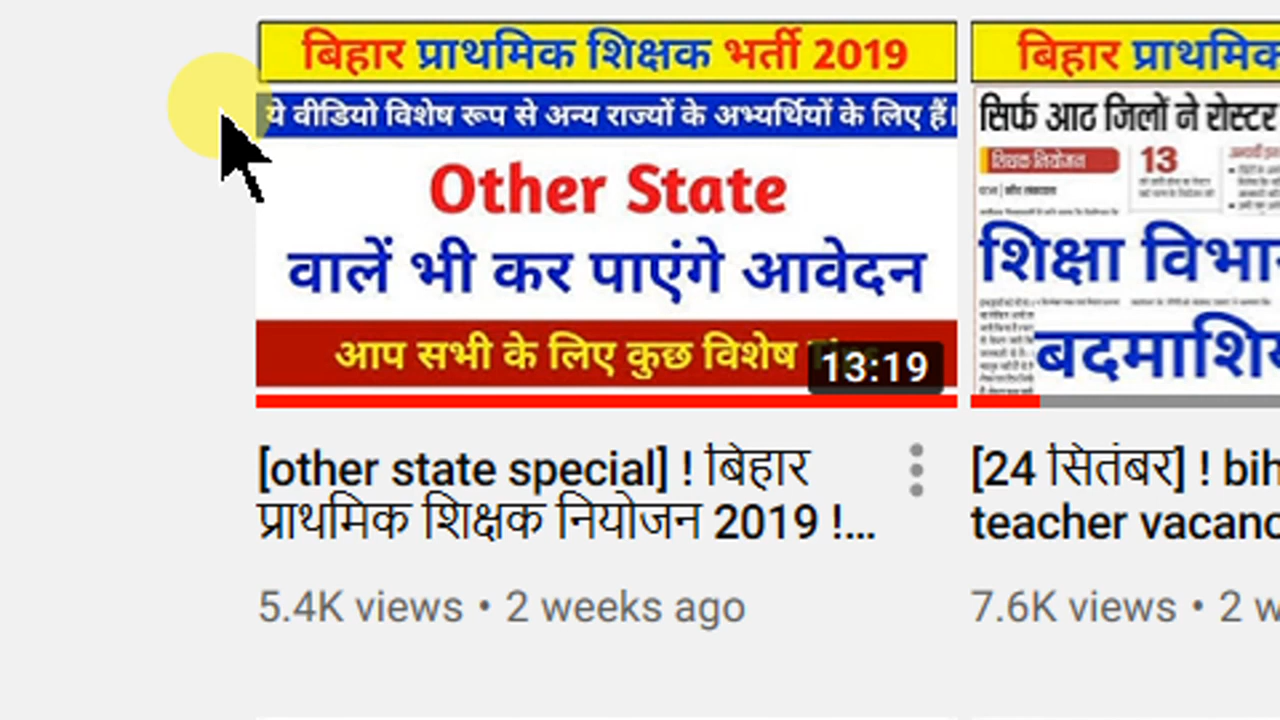 बिहार प्राथमिक शिक्षक भर्ती 2019
ये वीडियो विशेष रूप से अन्य राज्यों के अभ्यर्थियों के लिए हैं।
Other State
वालें भी कर पाएंगे आवेदन
आप सभी के लिए कुछ विशेष
13:19
[other state special] ! बिहार
प्राथमिक शिक्षक नियोजन 2019 !...
5.4K views • 2 weeks ago
बिहार प्राथमिक
सिर्फ आठ जिलों ने रोस्टर
शिक्षक नियोजन
13
शिक्षा
[24 सितंबर] ! bih
teacher vacanc
7.6K views • 2 w